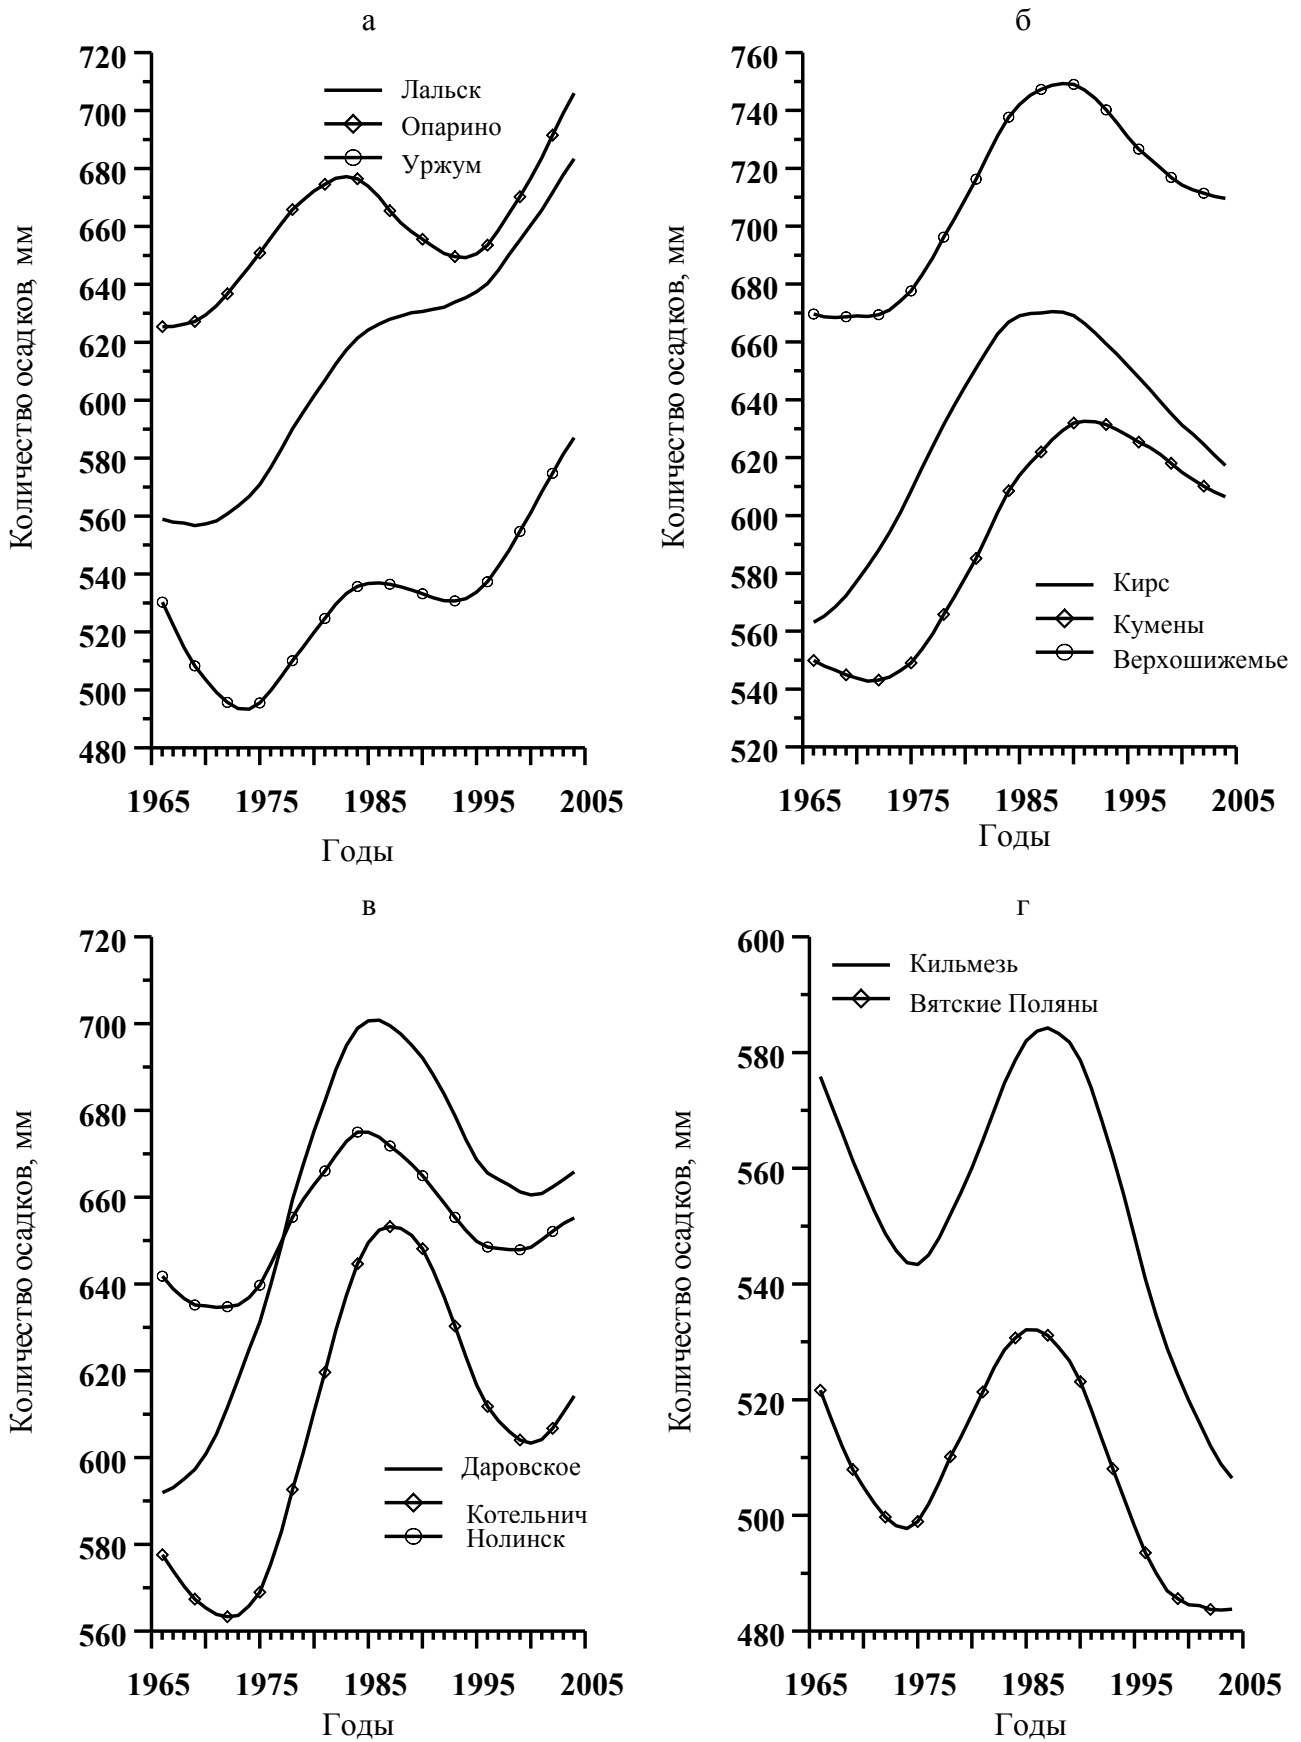 а
720
700
680
660
640
620
600
580
560
540
520
500
480
Количество осадков, мм
Лальск
Опарино
Уржум
1965 1975 1985 1995 2005
Годы
б
760
740
720
700
680
660
640
620
600
580
560
540
520
Количество осадков, мм
Кирс
Кумены
Верхошижемье
1965 1975 1985 1995 2005
Годы
в
720
700
680
660
640
620
600
580
560
Количество осадков, мм
Даровское
Котельнич
Нолинск
1965 1975 1985 1995 2005
Годы
г
600
580
560
540
520
500
480
Количество осадков, мм
Кильмезь
Вятские Поляны
1965 1975 1985 1995 2005
Годы